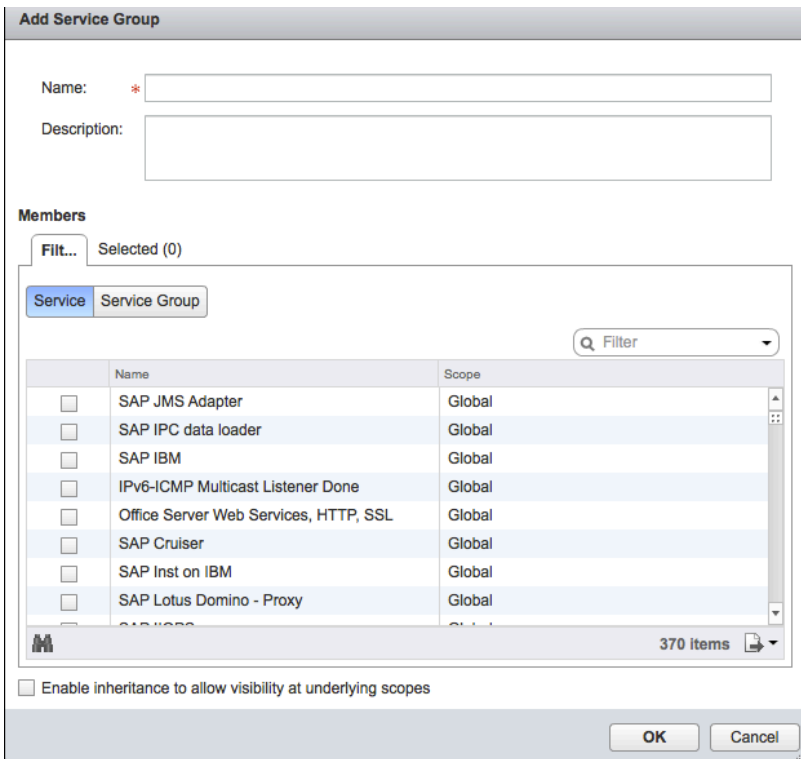 Add Service Group
Name: *
Description:
Members
Filt... Selected (0)
Service Service Group
Filter
Name Scope
SAP JMS Adapter Global
SAP IPC data loader Global
SAP IBM Global
IPv6-ICMP Multicast Listener Done Global
Office Server Web Services, HTTP, SSL Global
SAP Cruiser Global
SAP Inst on IBM Global
SAP Lotus Domino - Proxy Global
370 items
Enable inheritance to allow visibility at underlying scopes
OK Cancel